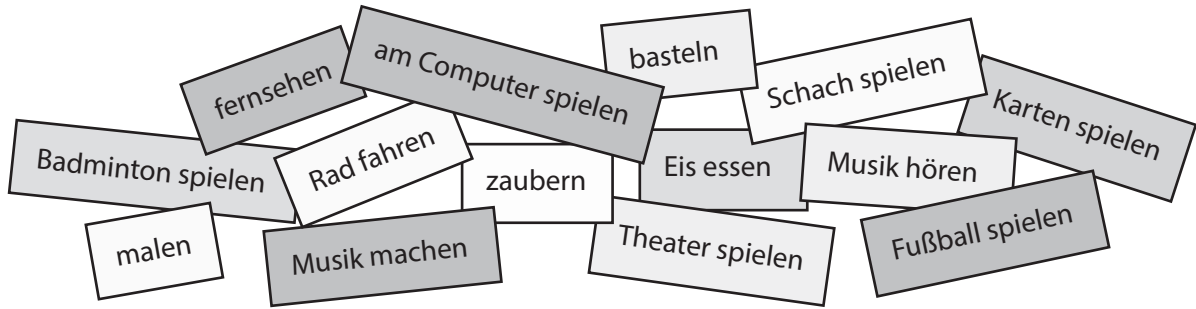 fernsehen
am Computer spielen
basteln
Schach spielen
Karten spielen
Badminton spielen
Rad fahren
zaubern
Eis essen
Musik hören
malen
Musik machen
Theater spielen
Fußball spielen